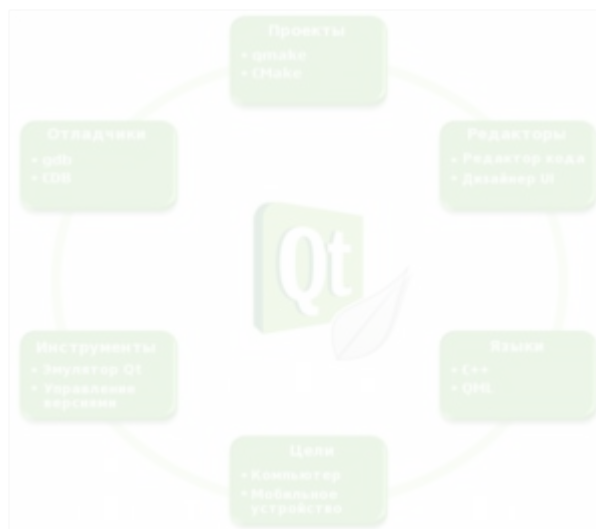 Проекты
• qmake
• CMake
Отладчики
• gdb
• CDB
Редакторы
• Редактор кода
• Дизайнер UI
Qt
Инструменты
• Эмулятор Qt
• Управление
версиями
Языки
• C++
• QML
Цели
• Компьютер
• Мобильное
устройство